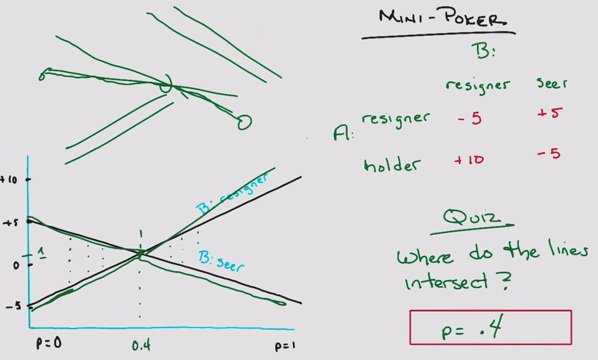 MINI-POKER
B:
resigner seer
A: resigner -5 +5
holder +10 -5
Quiz
Where do the lines
intersect?
p= .4
+10
+5
1
0
-5
B: resigner
B: seer
p=0 0.4 p=1